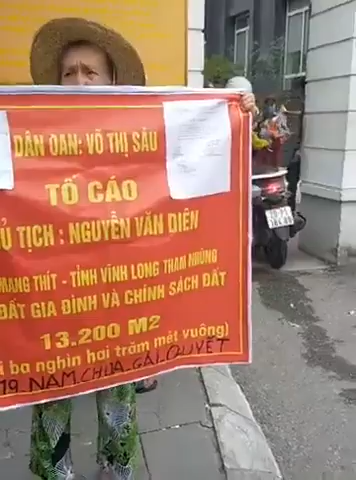 DÂN OAN: VÕ THỊ SÁU
TỐ CÁO
Ủ TỊCH : NGUYỄN VĂN DIÊN
MANG THÍT - TỈNH VĨNH LONG THAM NHŨNG
ĐẤT GIA ĐÌNH VÀ CHÍNH SÁCH ĐẤT
13.200 M2
i ba nghìn hai trăm mét vuông)
19 NĂM CHƯA GẢI QUYẾT